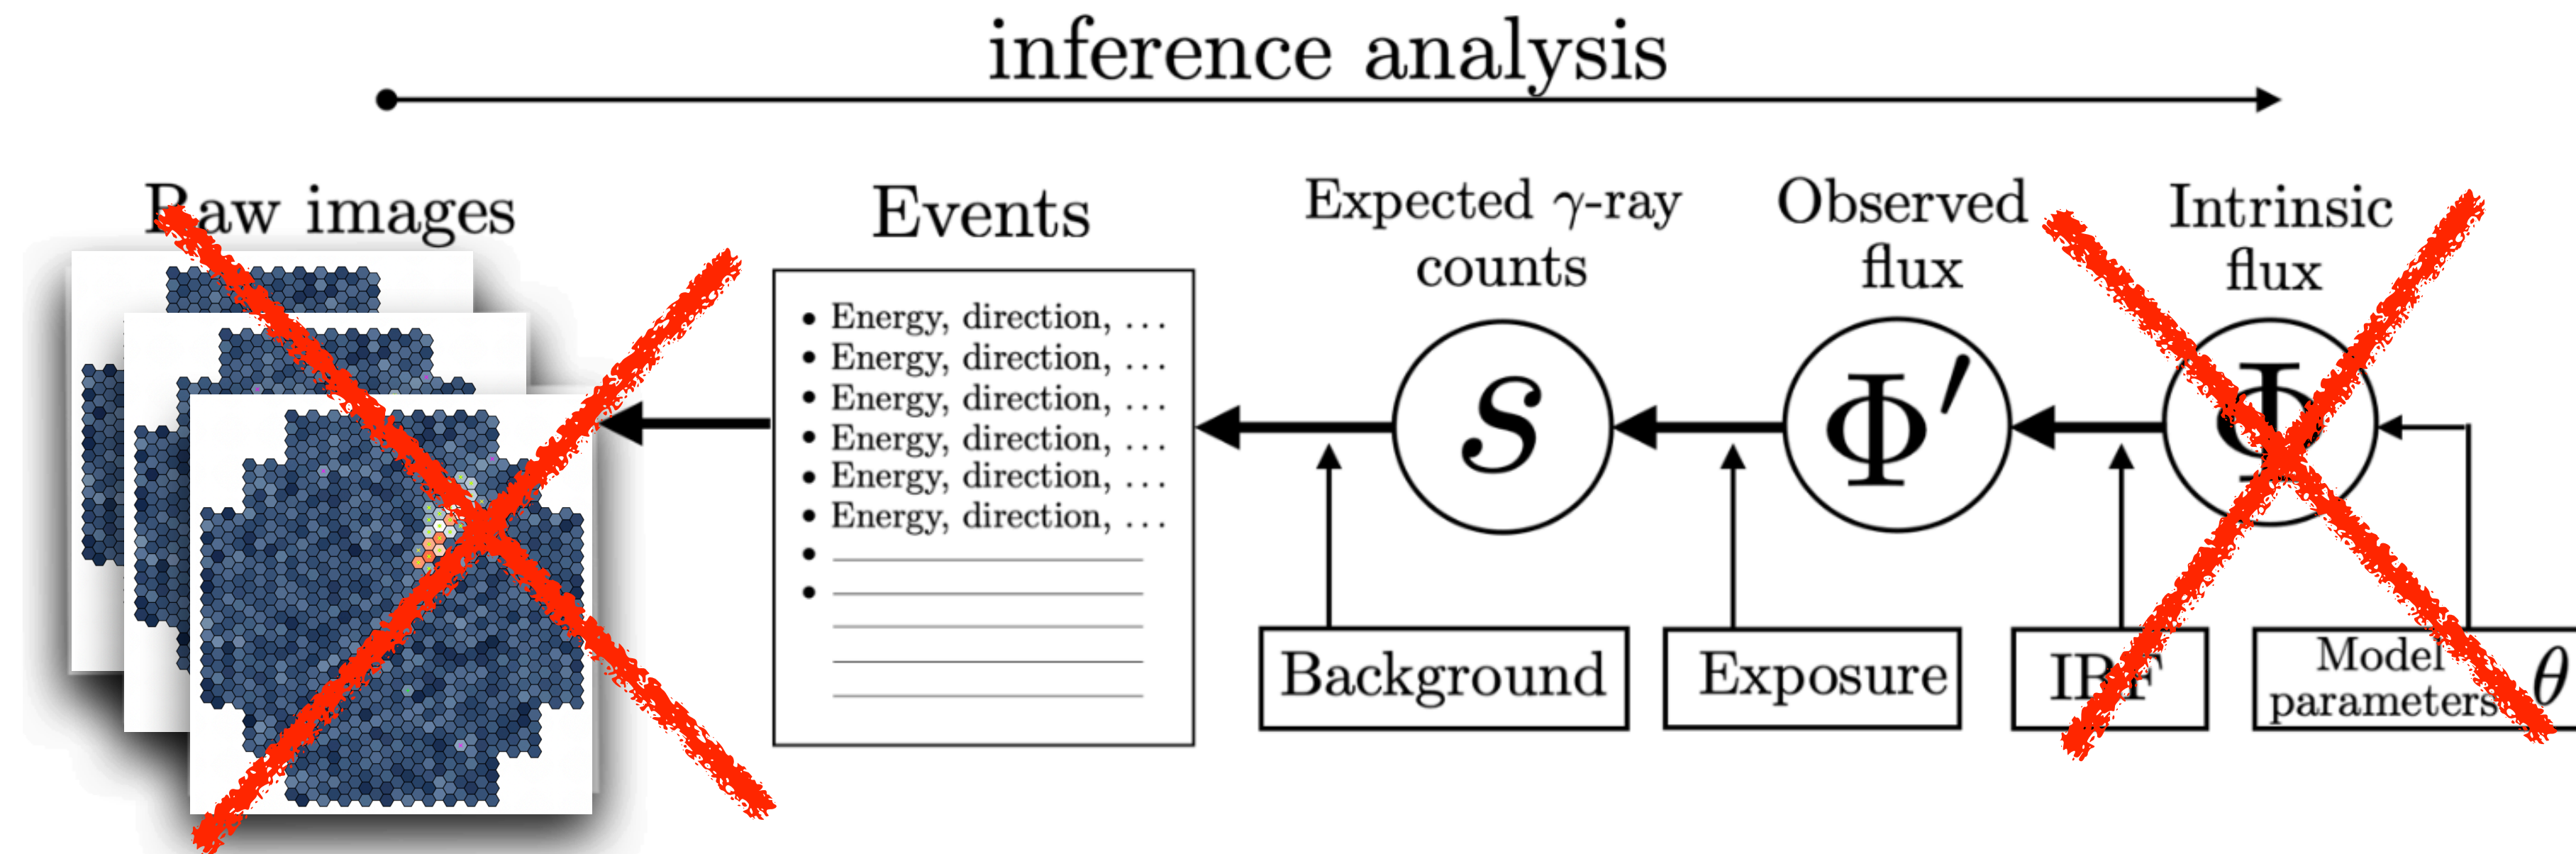 inference analysis
Raw images
Events
Expected γ-ray
counts
Observed
flux
Intrinsic
flux
• Energy, direction, . . .
• Energy, direction, . . .
• Energy, direction, . . .
• Energy, direction, . . .
• Energy, direction, . . .
• Energy, direction, . . .
s
Φ′
Φ
Background
Exposure
IRF
Model
parameters
θ